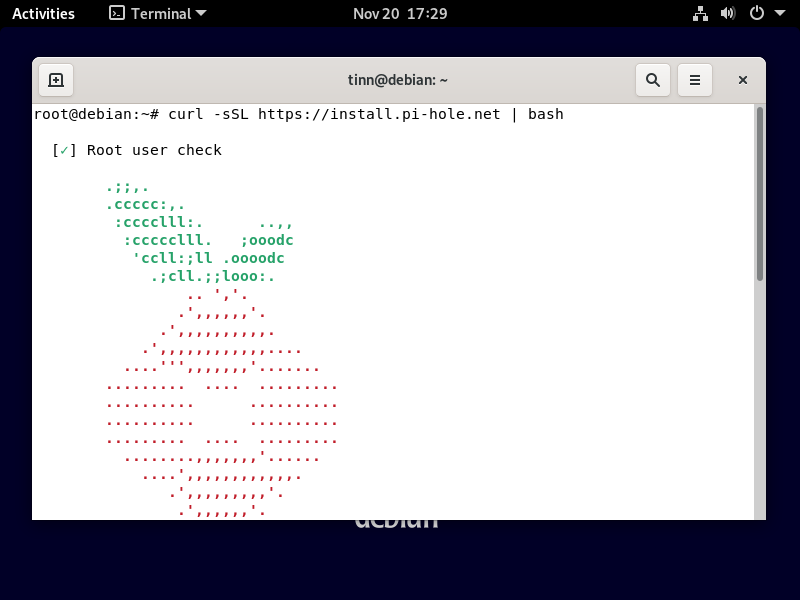 Activities Terminal Nov 20 17:29
tinn@debian: ~
root@debian:~# curl -sSL https://install.pi-hole.net | bash
[✓] Root user check
        .;;,.
        .ccccc:,.
         :cccclll:.      ..,,
          :ccccclll.   ;ooodc
           'ccll:;ll .oooodc
             .;cll.;;looo:.
                 .. ','.
                .',,,,,,'.
              .',,,,,,,,,,.
            .',,,,,,,,,,,,....
          ....''',,,,,,,'.......
        .........  ....  .........
        ..........      ..........
        ..........      ..........
        .........  ....  .........
          ........,,,,,,,'......
            ....',,,,,,,,,,,,.
               .',,,,,,,,,'.
                .',,,,,,'.
debian